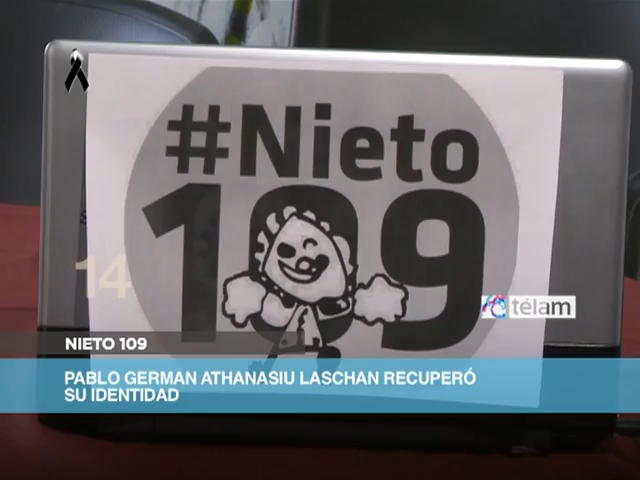 #Nieto
109
14
télam
NIETO 109
PABLO GERMAN ATHANASIU LASCHAN RECUPERÓ
SU IDENTIDAD